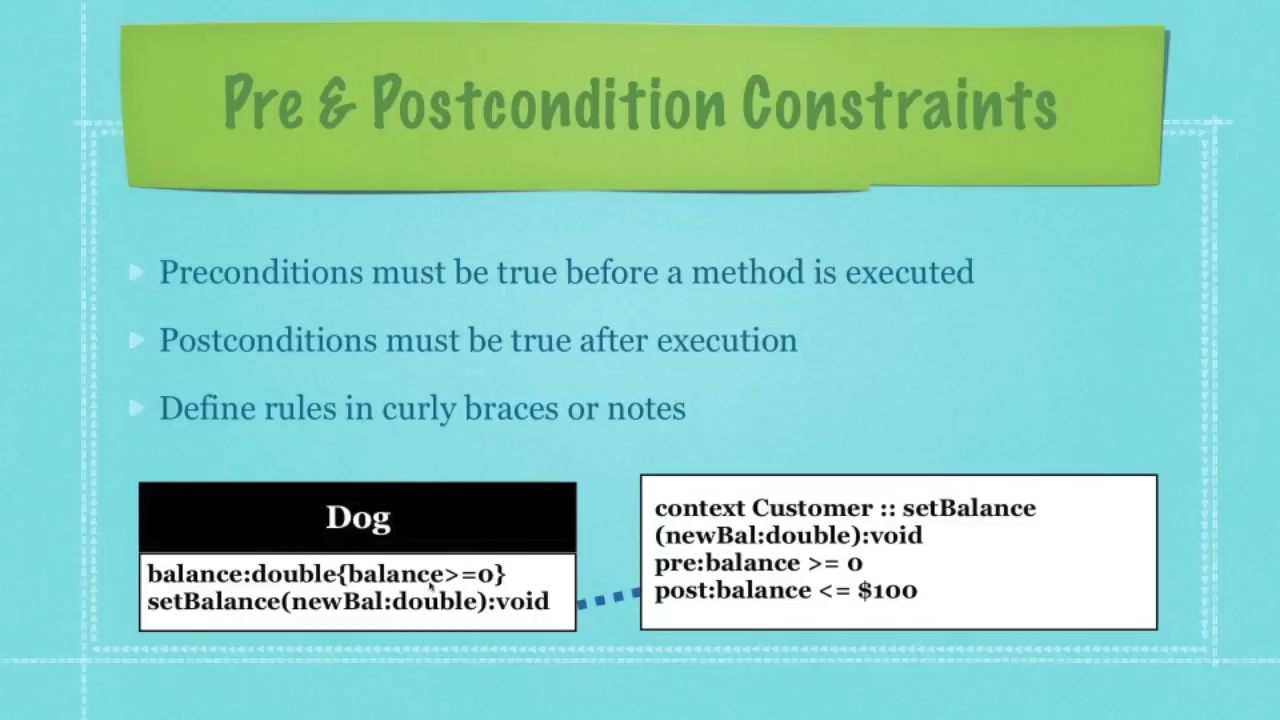 Pre & Postcondition Constraints
Preconditions must be true before a method is executed
Postconditions must be true after execution
Define rules in curly braces or notes
Dog
balance:double{balance>=0}
setBalance(newBal:double):void
context Customer :: setBalance
(newBal:double):void
pre:balance >= 0
post:balance <= $100